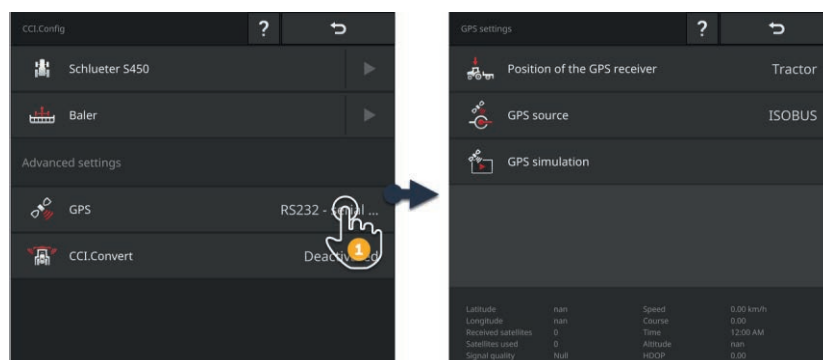 CCI.Config
?
Schlueter S450
Baler
Advanced settings
GPS RS232 - serial ...
CCI.Convert Deactivated
1
GPS settings
?
Position of the GPS receiver Tractor
GPS source ISOBUS
GPS simulation
Latitude nan Speed 0.00 km/h
Longitude nan Course 0.00
Received satellites 0 Time 12:00 AM
Satellites used 0 Altitude nan
Signal quality Null HDOP 0.00